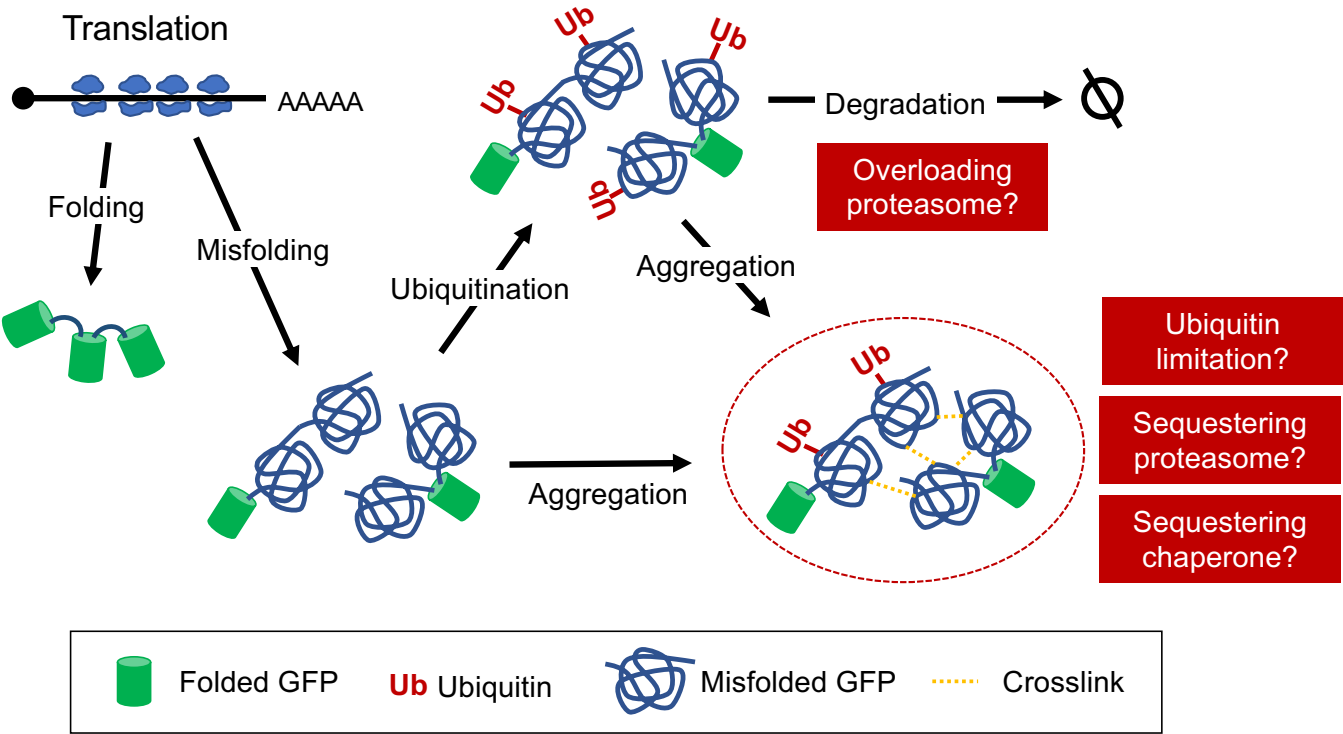 Translation
AAAAA
Folding
Misfolding
Ubiquitination
Ub
Ub
Ub
Ub
Degradation
Overloading
proteasome?
Aggregation
Aggregation
Ub
Ub
Ubiquitin
limitation?
Sequestering
proteasome?
Sequestering
chaperone?
Folded GFP
Ub Ubiquitin
Misfolded GFP
Crosslink